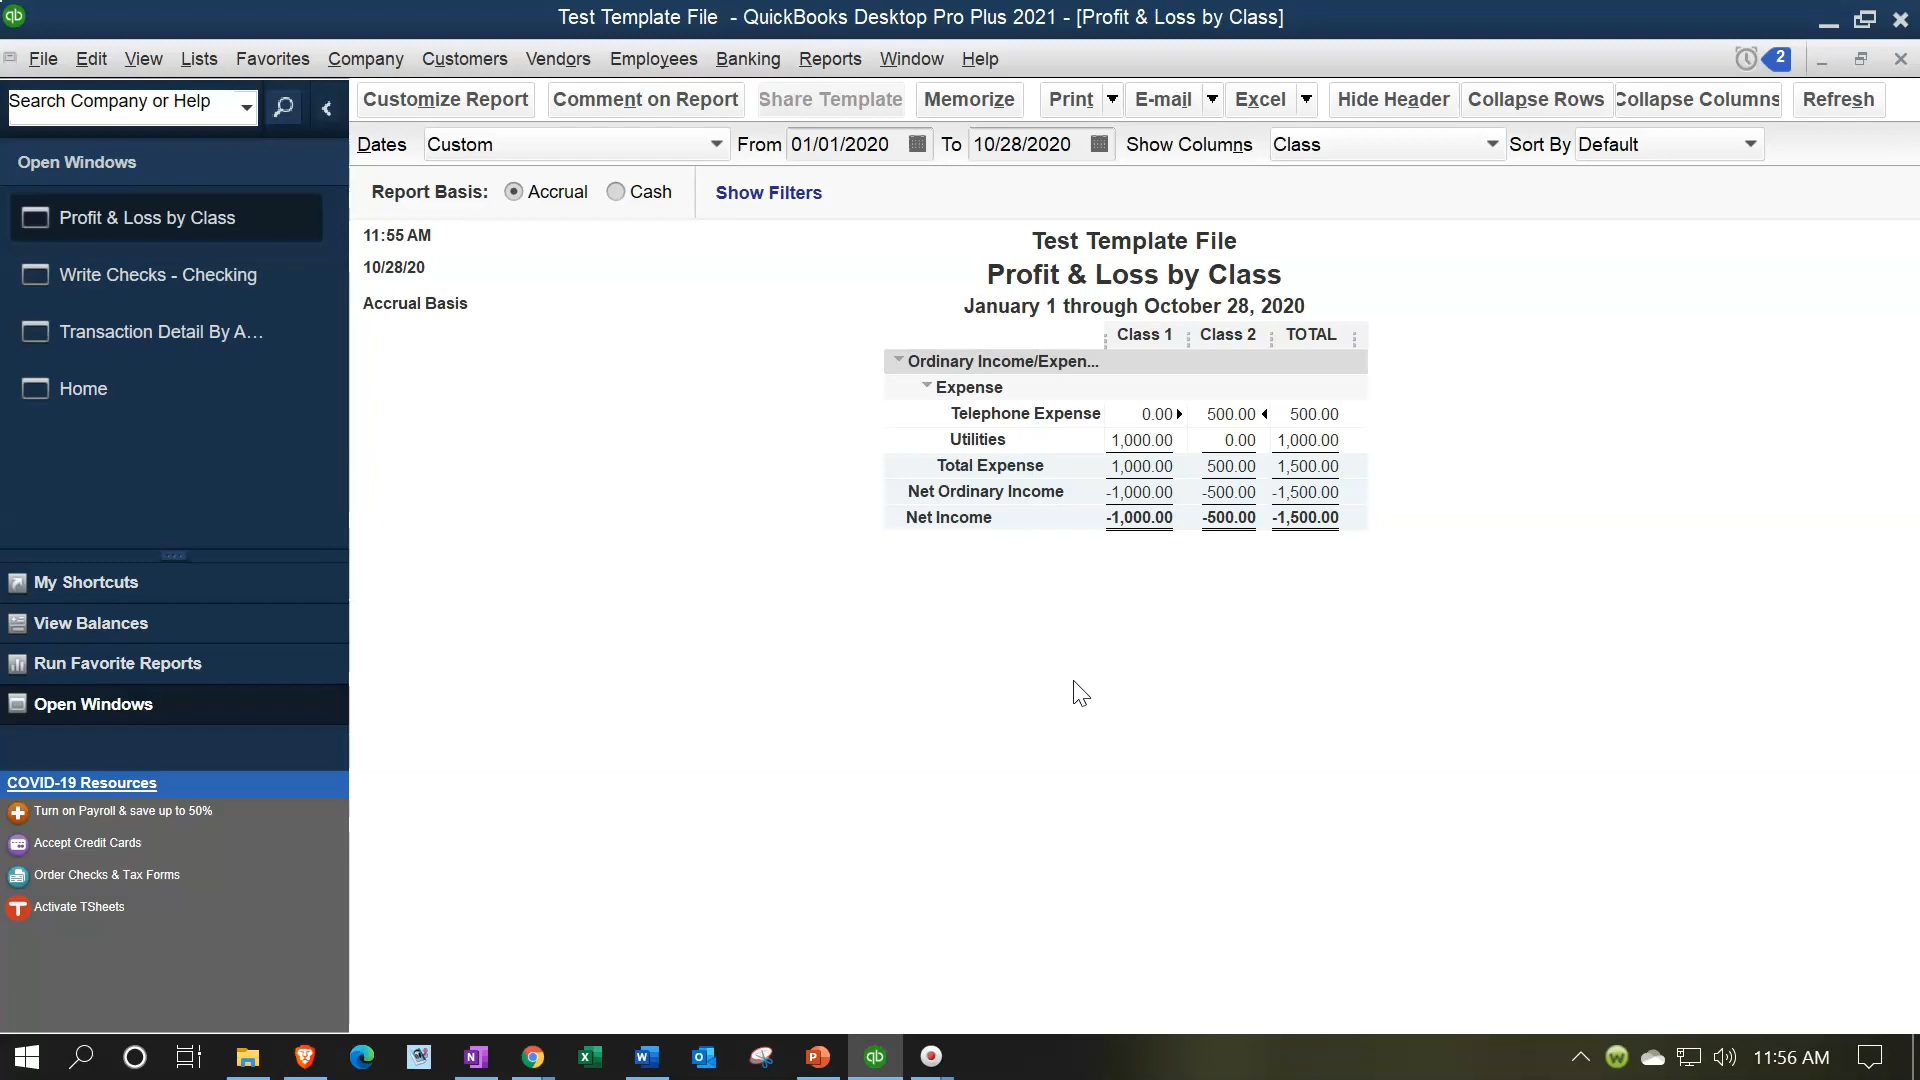 qb
Test Template File - QuickBooks Desktop Pro Plus 2021 - [Profit & Loss by Class]
File Edit View Lists Favorites Company Customers Vendors Employees Banking Reports Window Help
2
Search Company or Help
Customize Report Comment on Report Share Template Memorize Print E-mail Excel Hide Header Collapse Rows Collapse Columns Refresh
Dates Custom From 01/01/2020 To 10/28/2020 Show Columns Class Sort By Default
Report Basis: Accrual Cash Show Filters
Open Windows
Profit & Loss by Class
Write Checks - Checking
Transaction Detail By A...
Home
My Shortcuts
View Balances
Run Favorite Reports
Open Windows
COVID-19 Resources
Turn on Payroll & save up to 50%
Accept Credit Cards
Order Checks & Tax Forms
Activate TSheets
11:55 AM
10/28/20
Accrual Basis
Test Template File
Profit & Loss by Class
January 1 through October 28, 2020
Class 1 Class 2 TOTAL
Ordinary Income/Expen...
Expense
Telephone Expense 0.00 500.00 500.00
Utilities 1,000.00 0.00 1,000.00
Total Expense 1,000.00 500.00 1,500.00
Net Ordinary Income -1,000.00 -500.00 -1,500.00
Net Income -1,000.00 -500.00 -1,500.00
11:56 AM